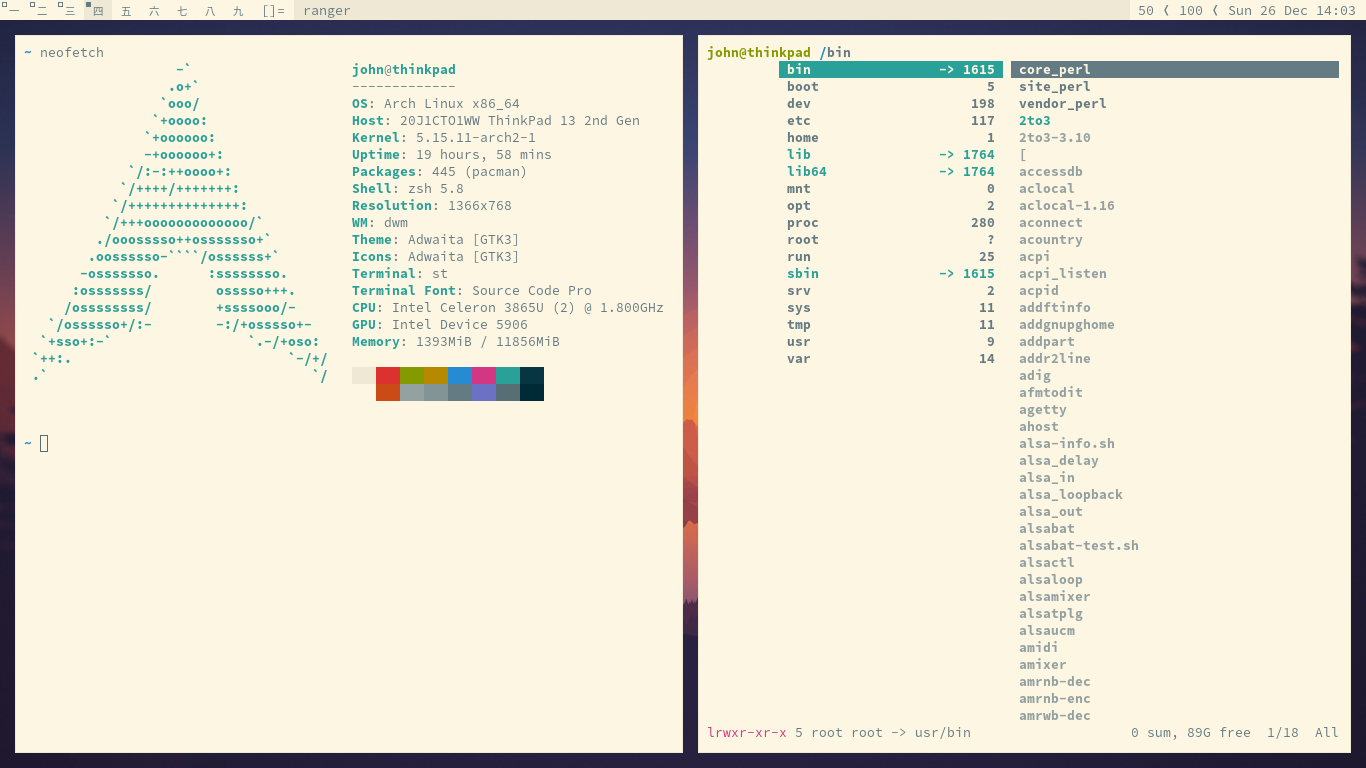 一 二 三 四 五 六 七 八 九 []= ranger 50 ❬ 100 ❬ Sun 26 Dec 14:03
~ neofetch
-`
.o+`
`ooo/
`+oooo:
`+oooooo:
-+oooooo+:
`/:-:++oooo+:
`/++++/+++++++:
`/++++++++++++++:
`/+++ooooooooooooo/`
./ooosssso++osssssso+`
.oossssso-````/ossssss+`
-osssssso.      :ssssssso.
:osssssss/        osssso+++.
/ossssssss/        +ssssooo/-
`/ossssso+/:-        -:/+osssso+-
`+sso+:-`                 `.-/+oso:
`++:.                           `-/+/
.`                                 `/
john@thinkpad
-------------
OS: Arch Linux x86_64
Host: 20J1CTO1WW ThinkPad 13 2nd Gen
Kernel: 5.15.11-arch2-1
Uptime: 19 hours, 58 mins
Packages: 445 (pacman)
Shell: zsh 5.8
Resolution: 1366x768
WM: dwm
Theme: Adwaita [GTK3]
Icons: Adwaita [GTK3]
Terminal: st
Terminal Font: Source Code Pro
CPU: Intel Celeron 3865U (2) @ 1.800GHz
GPU: Intel Device 5906
Memory: 1393MiB / 11856MiB
~
john@thinkpad /bin
bin -> 1615
boot 5
dev 198
etc 117
home 1
lib -> 1764
lib64 -> 1764
mnt 0
opt 2
proc 280
root ?
run 25
sbin -> 1615
srv 2
sys 11
tmp 11
usr 9
var 14
core_perl
site_perl
vendor_perl
2to3
2to3-3.10
[
accessdb
aclocal
aclocal-1.16
aconnect
acountry
acpi
acpi_listen
acpid
addftinfo
addgnupghome
addpart
addr2line
adig
afmtodit
agetty
ahost
alsa-info.sh
alsa_delay
alsa_in
alsa_loopback
alsa_out
alsabat
alsabat-test.sh
alsactl
alsaloop
alsamixer
alsatplg
alsaucm
amidi
amixer
amrnb-dec
amrnb-enc
amrwb-dec
lrwxr-xr-x 5 root root -> usr/bin 0 sum, 89G free 1/18 All